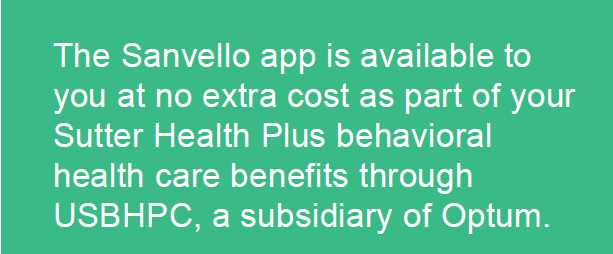 The Sanvello app is available to
you at no extra cost as part of your
Sutter Health Plus behavioral
health care benefits through
USBHPC, a subsidiary of Optum.